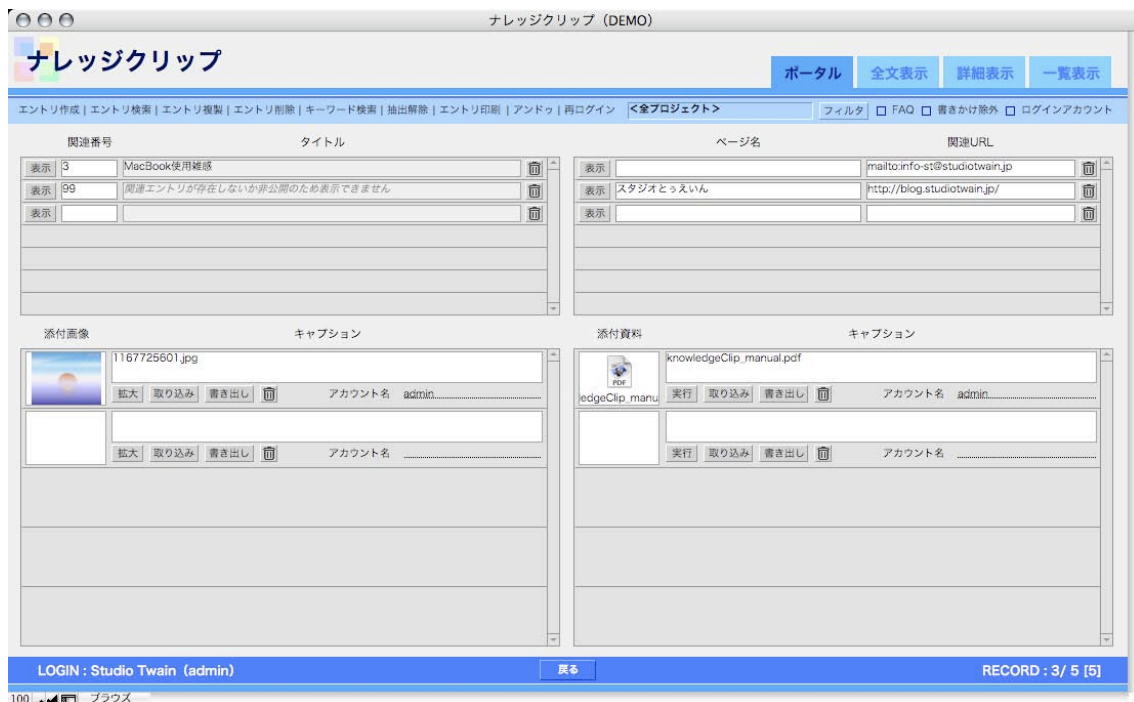 ナレッジクリップ（DEMO）
ナレッジクリップ
ポータル 全文表示 詳細表示 一覧表示
エントリ作成 | エントリ検索 | エントリ複製 | エントリ削除 | キーワード検索 | 抽出解除 | エントリ印刷 | アンドゥ | 再ログイン <全プロジェクト> フィルタ FAQ 書きかけ除外 ログインアカウント
関連番号 タイトル ページ名 関連URL
表示 3 MacBook使用雑感 表示 mailto:info-st@studiotwain.jp
表示 99 関連エントリが存在しないか非公開のため表示できません 表示 スタジオとぅえいん http://blog.studiotwain.jp/
表示 表示
添付画像 キャプション 添付資料 キャプション
1167725601.jpg knowledgeClip_manual.pdf
PDF
拡大 取り込み 書き出し アカウント名 admin edgeClip_manu 実行 取り込み 書き出し アカウント名 admin
拡大 取り込み 書き出し アカウント名 実行 取り込み 書き出し アカウント名
LOGIN : Studio Twain（admin） 戻る RECORD : 3/ 5 [5]
100 ブラウズ